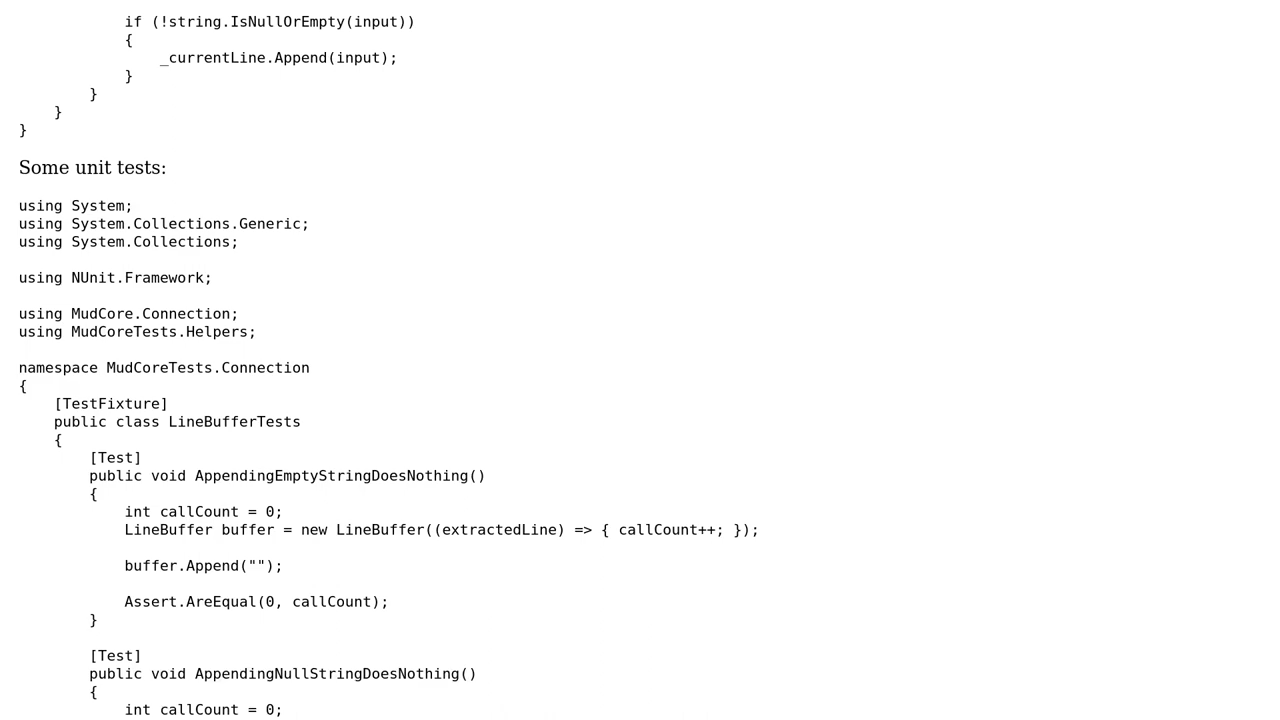 if (!string.IsNullOrEmpty(input))
            {
                _currentLine.Append(input);
            }
        }
    }
}
Some unit tests:
using System;
using System.Collections.Generic;
using System.Collections;

using NUnit.Framework;

using MudCore.Connection;
using MudCoreTests.Helpers;

namespace MudCoreTests.Connection
{
    [TestFixture]
    public class LineBufferTests
    {
        [Test]
        public void AppendingEmptyStringDoesNothing()
        {
            int callCount = 0;
            LineBuffer buffer = new LineBuffer((extractedLine) => { callCount++; });

            buffer.Append("");

            Assert.AreEqual(0, callCount);
        }

        [Test]
        public void AppendingNullStringDoesNothing()
        {
            int callCount = 0;